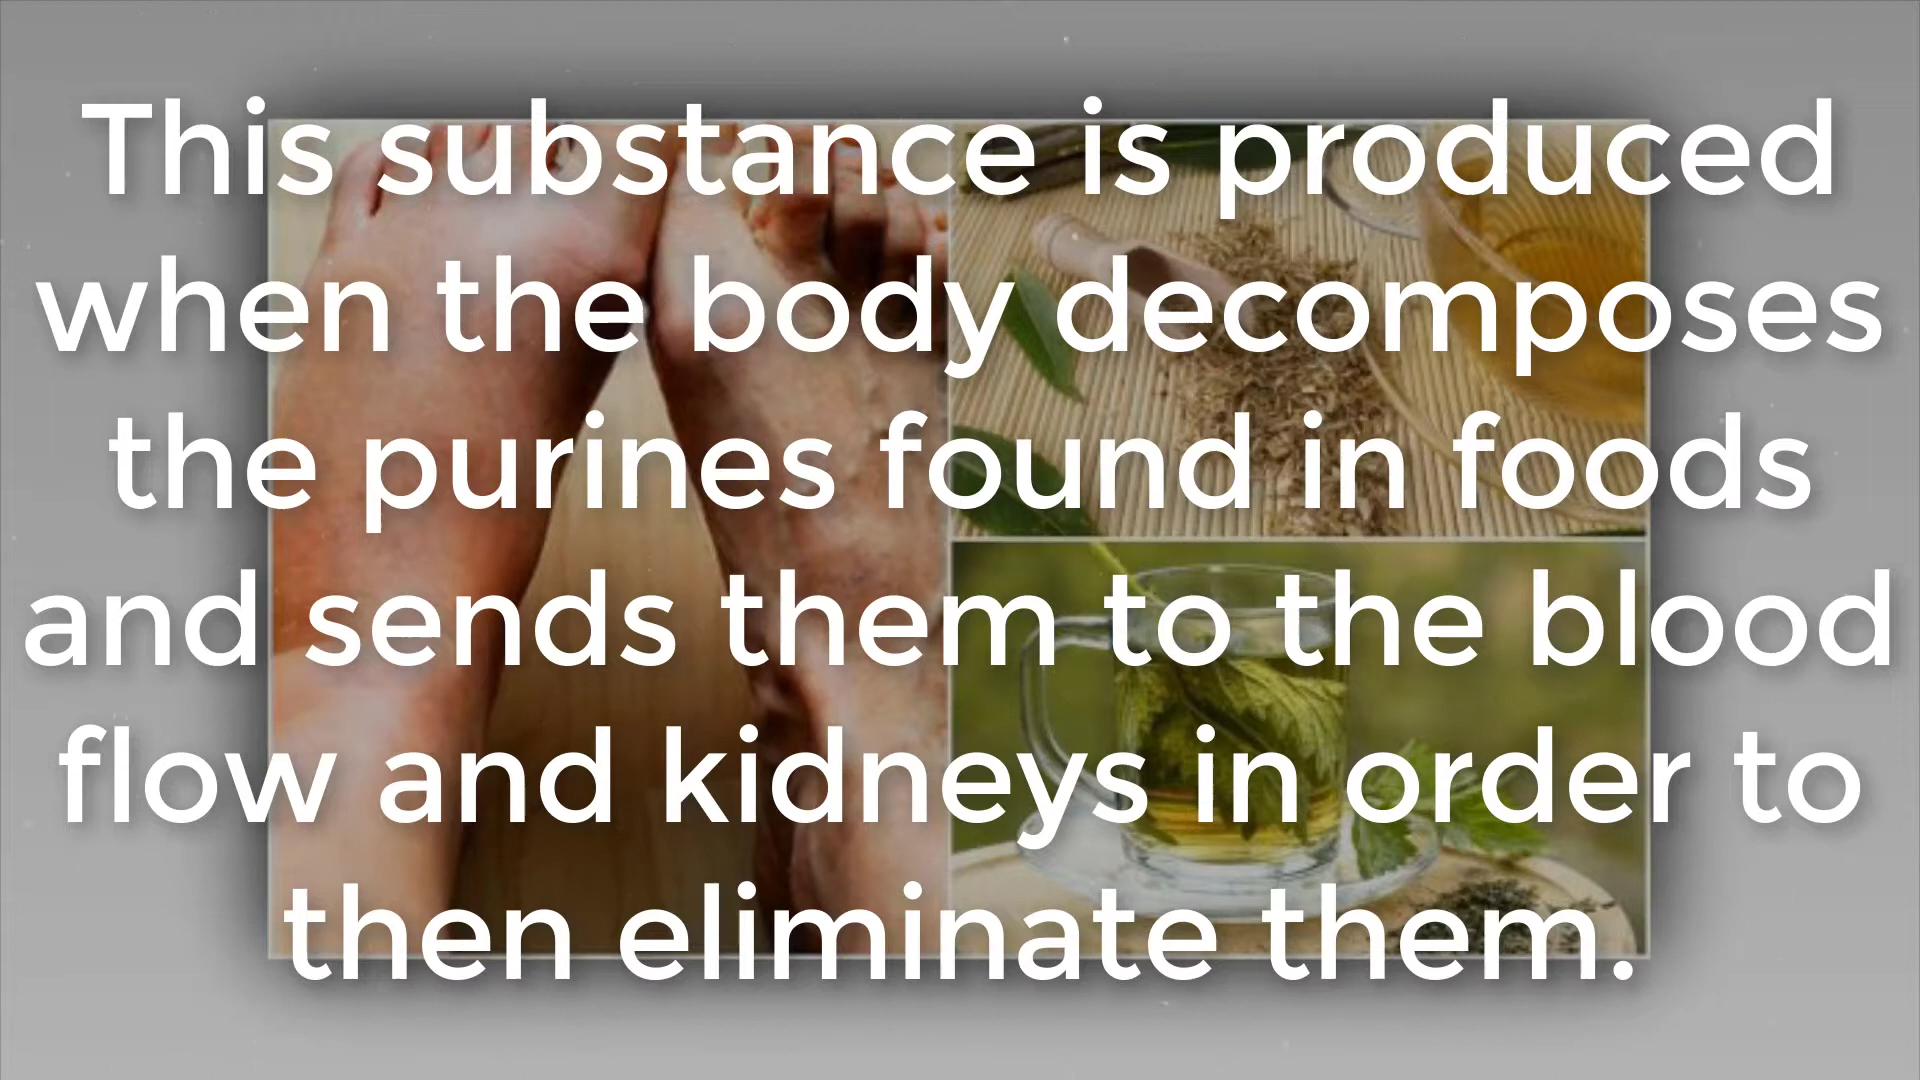 This substance is produced
when the body decomposes
the purines found in foods
and sends them to the blood
flow and kidneys in order to
then eliminate them.